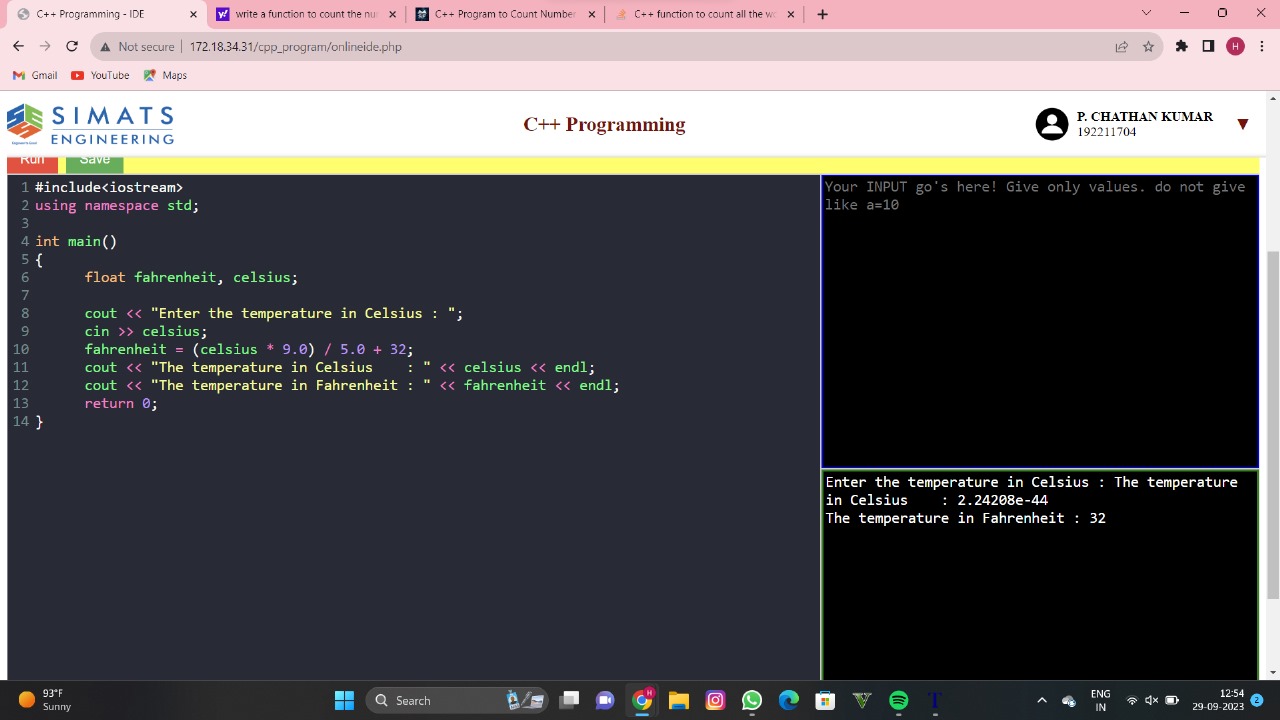 C++ Programming - IDE
write a function to count the nu
C++ Program to Count Number
C++ function to count all the wo
Not secure
172.18.34.31/cpp_program/onlineide.php
H
Gmail
YouTube
Maps
SIMATS
ENGINEERING
C++ Programming
P. CHATHAN KUMAR
192211704
Run
Save
1 #include<iostream>
2 using namespace std;
3
4 int main()
5 {
6 float fahrenheit, celsius;
7
8 cout << "Enter the temperature in Celsius : ";
9 cin >> celsius;
10 fahrenheit = (celsius * 9.0) / 5.0 + 32;
11 cout << "The temperature in Celsius    : " << celsius << endl;
12 cout << "The temperature in Fahrenheit : " << fahrenheit << endl;
13 return 0;
14 }
Your INPUT go's here! Give only values. do not give
like a=10
Enter the temperature in Celsius : The temperature
in Celsius    : 2.24208e-44
The temperature in Fahrenheit : 32
93°F
Sunny
Search
ENG
IN
12:54
29-09-2023
2